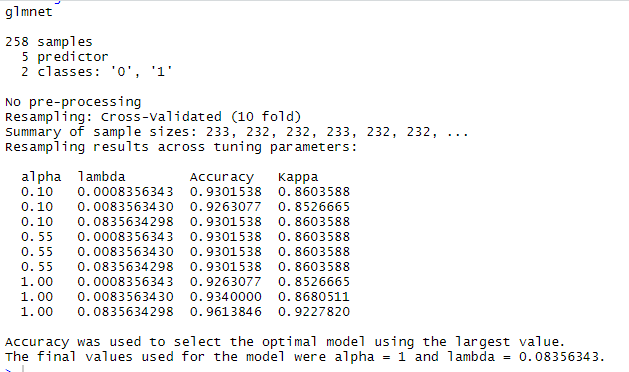 glmnet
258 samples
5 predictor
2 classes: '0', '1'
No pre-processing
Resampling: Cross-Validated (10 fold)
Summary of sample sizes: 233, 232, 232, 233, 232, 232, ...
Resampling results across tuning parameters:
alpha lambda Accuracy Kappa
0.10 0.0008356343 0.9301538 0.8603588
0.10 0.0083563430 0.9263077 0.8526665
0.10 0.0835634298 0.9301538 0.8603588
0.55 0.0008356343 0.9301538 0.8603588
0.55 0.0083563430 0.9301538 0.8603588
0.55 0.0835634298 0.9301538 0.8603588
1.00 0.0008356343 0.9263077 0.8526665
1.00 0.0083563430 0.9340000 0.8680511
1.00 0.0835634298 0.9613846 0.9227820
Accuracy was used to select the optimal model using the largest value.
The final values used for the model were alpha = 1 and lambda = 0.08356343.